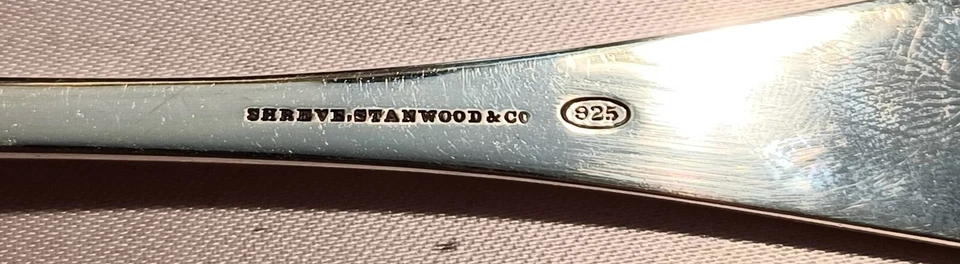 SHREVE, STANWOOD & CO 925